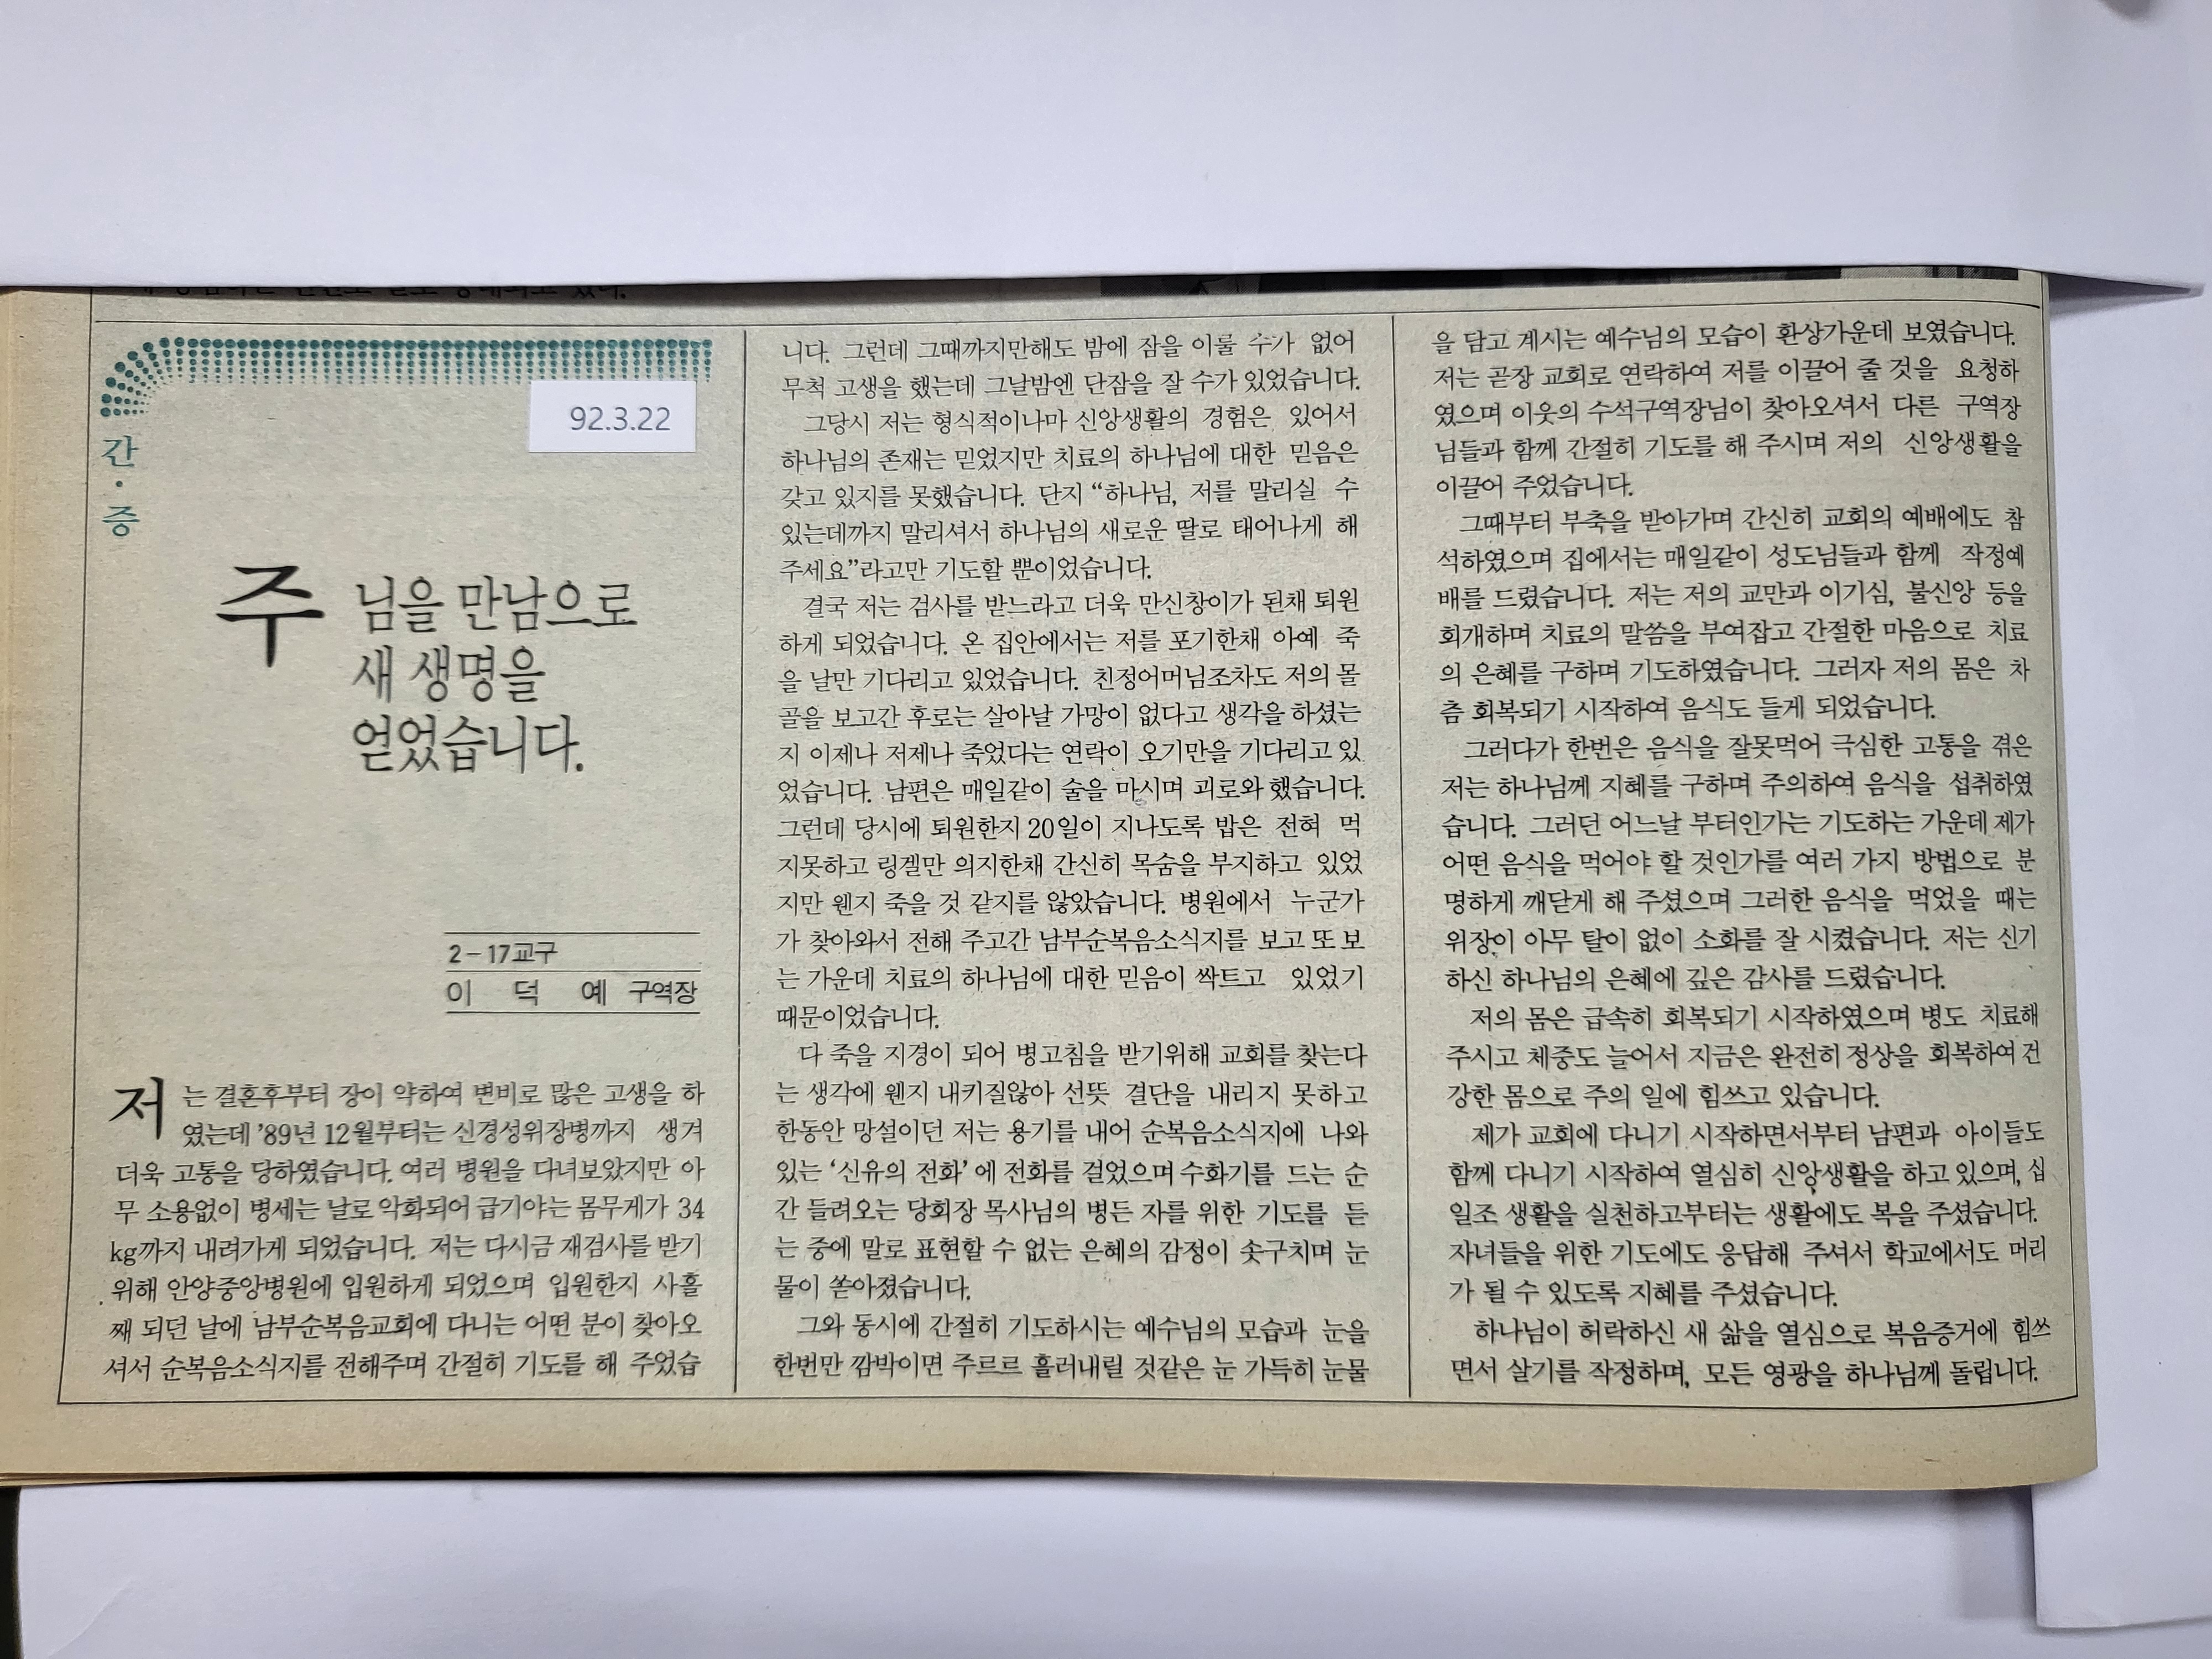 92.3.22
간·증
주님을 만남으로
새 생명을
얻었습니다.
2-17교구
이 덕 예 구역장
저는 결혼후부터 장이 약하여 변비로 많은 고생을 하
였는데 '89년 12월부터는 신경성위장병까지 생겨
더욱 고통을 당하였습니다. 여러 병원을 다녀보았지만 아
무 소용없이 병세는 날로 악화되어 급기야는 몸무게가 34
kg까지 내려가게 되었습니다. 저는 다시금 재검사를 받기
위해 안양중앙병원에 입원하게 되었으며 입원한지 사흘
째 되던 날에 남부순복음교회에 다니는 어떤 분이 찾아오
셔서 순복음소식지를 전해주며 간절히 기도를 해 주었습
니다. 그런데 그때까지만해도 밤에 잠을 이룰 수가 없어
무척 고생을 했는데 그날밤엔 단잠을 잘 수가 있었습니다.
그당시 저는 형식적이나마 신앙생활의 경험은 있어서
하나님의 존재는 믿었지만 치료의 하나님에 대한 믿음은
갖고 있지를 못했습니다. 단지 “하나님, 저를 말리실 수
있는데까지 말리셔서 하나님의 새로운 딸로 태어나게 해
주세요”라고만 기도할 뿐이었습니다.
결국 저는 검사를 받느라고 더욱 만신창이가 된채 퇴원
하게 되었습니다. 온 집안에서는 저를 포기한채 아예 죽
을 날만 기다리고 있었습니다. 친정어머님조차도 저의 몰
골을 보고간 후로는 살아날 가망이 없다고 생각을 하셨는
지 이제나 저제나 죽었다는 연락이 오기만을 기다리고 있
었습니다. 남편은 매일같이 술을 마시며 괴로와 했습니다.
그런데 당시에 퇴원한지 20일이 지나도록 밥은 전혀 먹
지못하고 링겔만 의지한채 간신히 목숨을 부지하고 있었
지만 웬지 죽을 것 같지를 않았습니다. 병원에서 누군가
가 찾아와서 전해 주고간 남부순복음소식지를 보고 또 보
는 가운데 치료의 하나님에 대한 믿음이 싹트고 있었기
때문이었습니다.
다 죽을 지경이 되어 병고침을 받기위해 교회를 찾는다
는 생각에 웬지 내키질않아 선뜻 결단을 내리지 못하고
한동안 망설이던 저는 용기를 내어 순복음소식지에 나와
있는 ‘신유의 전화’에 전화를 걸었으며 수화기를 드는 순
간 들려오는 당회장 목사님의 병든 자를 위한 기도를 듣
는 중에 말로 표현할 수 없는 은혜의 감정이 솟구치며 눈
물이 쏟아졌습니다.
그와 동시에 간절히 기도하시는 예수님의 모습과 눈을
한번만 깜박이면 주르르 흘러내릴 것같은 눈 가득히 눈물
을 담고 계시는 예수님의 모습이 환상가운데 보였습니다.
저는 곧장 교회로 연락하여 저를 이끌어 줄 것을 요청하
였으며 이웃의 수석구역장님이 찾아오셔서 다른 구역장
님들과 함께 간절히 기도를 해 주시며 저의 신앙생활을
이끌어 주었습니다.
그때부터 부축을 받아가며 간신히 교회의 예배에도 참
석하였으며 집에서는 매일같이 성도님들과 함께 작정예
배를 드렸습니다. 저는 저의 교만과 이기심, 불신앙 등을
회개하며 치료의 말씀을 부여잡고 간절한 마음으로 치료
의 은혜를 구하며 기도하였습니다. 그러자 저의 몸은 차
츰 회복되기 시작하여 음식도 들게 되었습니다.
그러다가 한번은 음식을 잘못먹어 극심한 고통을 겪은
저는 하나님께 지혜를 구하며 주의하여 음식을 섭취하였
습니다. 그러던 어느날 부터인가는 기도하는 가운데 제가
어떤 음식을 먹어야 할 것인가를 여러 가지 방법으로 분
명하게 깨닫게 해 주셨으며 그러한 음식을 먹었을 때는
위장이 아무 탈이 없이 소화를 잘 시켰습니다. 저는 신기
하신 하나님의 은혜에 깊은 감사를 드렸습니다.
저의 몸은 급속히 회복되기 시작하였으며 병도 치료해
주시고 체중도 늘어서 지금은 완전히 정상을 회복하여 건
강한 몸으로 주의 일에 힘쓰고 있습니다.
제가 교회에 다니기 시작하면서부터 남편과 아이들도
함께 다니기 시작하여 열심히 신앙생활을 하고 있으며, 십
일조 생활을 실천하고부터는 생활에도 복을 주셨습니다.
자녀들을 위한 기도에도 응답해 주셔서 학교에서도 머리
가 될 수 있도록 지혜를 주셨습니다.
하나님이 허락하신 새 삶을 열심으로 복음증거에 힘쓰
면서 살기를 작정하며, 모든 영광을 하나님께 돌립니다.